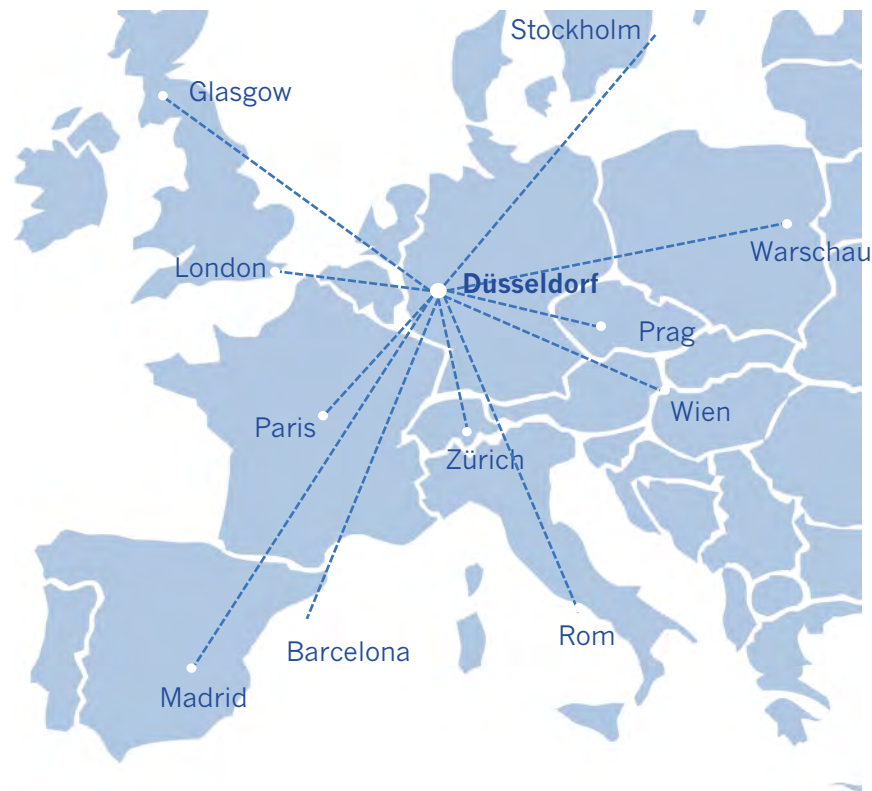 Stockholm
Glasgow
Warschau
London
Düsseldorf
Prag
Wien
Paris
Zürich
Rom
Barcelona
Madrid